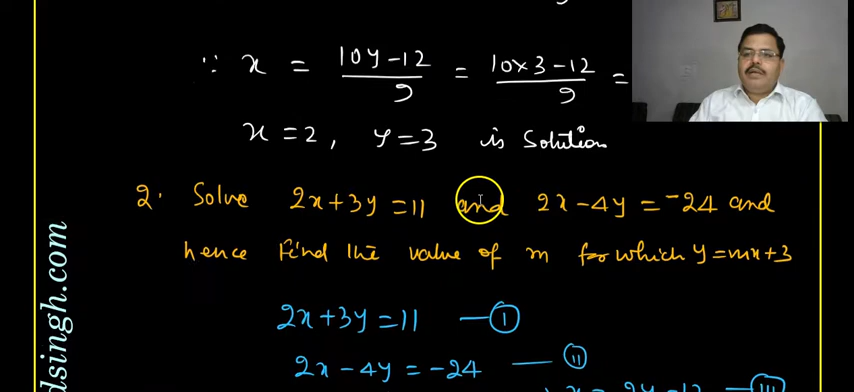 ∵ x = 10y-12/9 = 10×3-12/9 =
x=2, y=3 is Solution
2. Solve 2x+3y=11 and 2x-4y=-24 and
hence Find the value of m for which y=mx+3
2x+3y=11 —(I)
2x-4y=-24 —(II)
dsingh.com